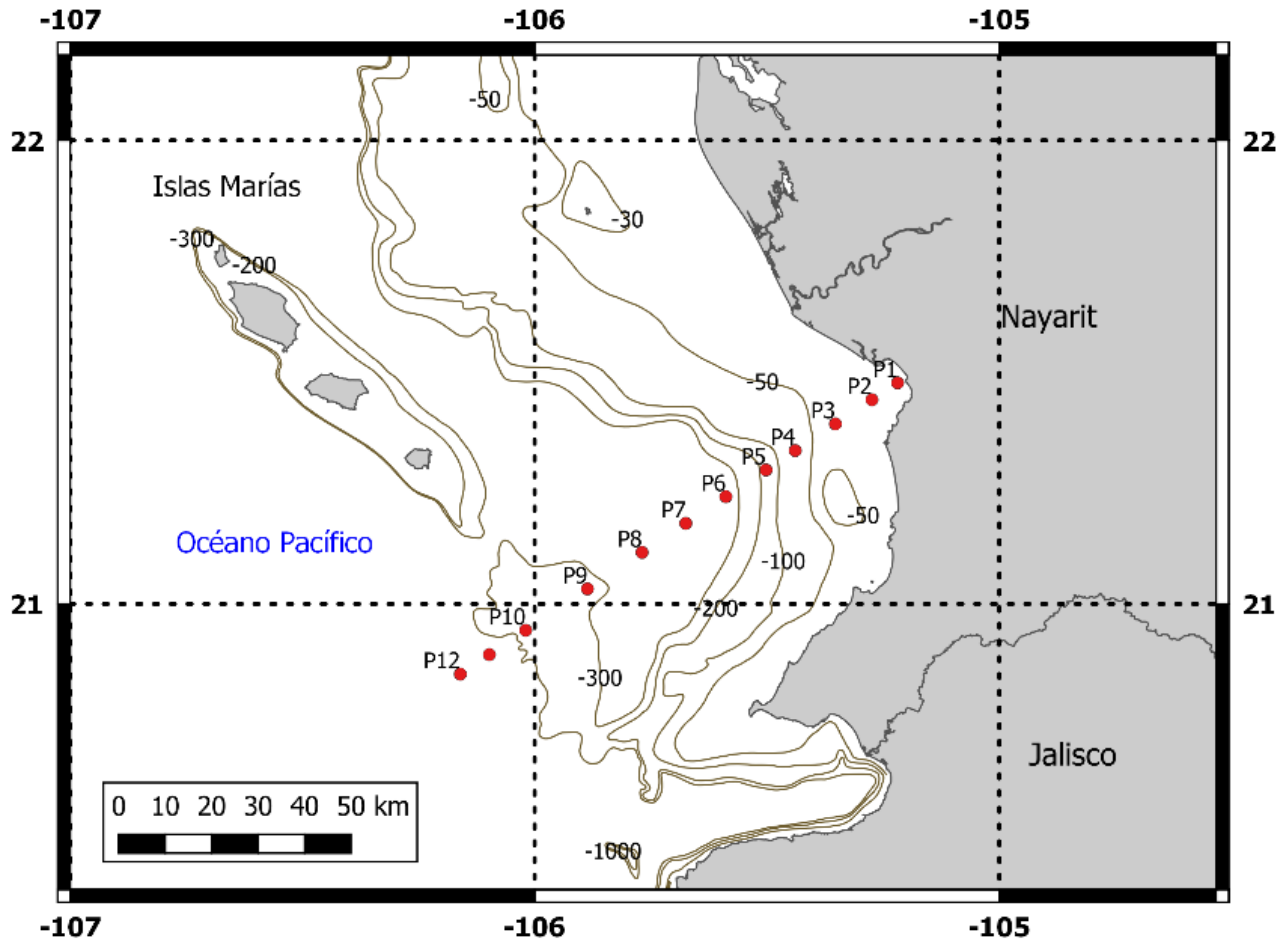 -107 -106 -105
-50
22 22
Islas Marías
-30
-300
-200
Nayarit
P1
-50
P2
P3
P4
P5
P6
P7
-50
Océano Pacífico
P8
-100
P9
21 21
-200
P10
P12
-300
Jalisco
0 10 20 30 40 50 km
-1000
-107 -106 -105